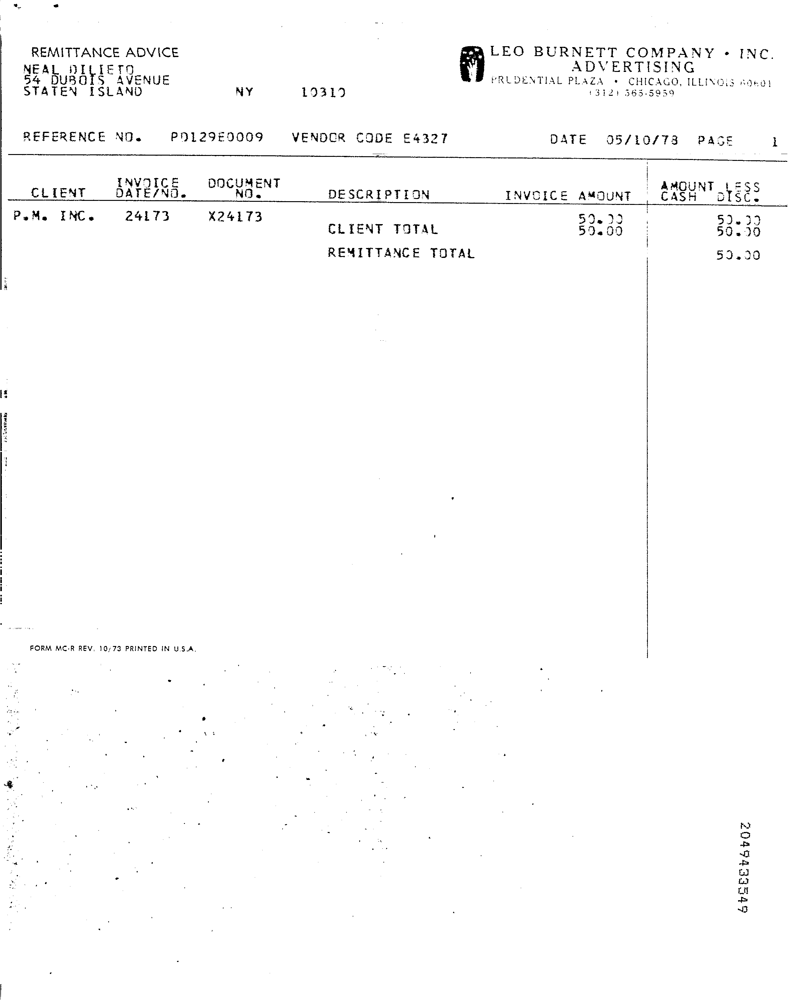 REMITTANCE ADVICE
NEAL DILIETO
54 DUBOIS AVENUE
STATEN ISLAND NY 10310
LEO BURNETT COMPANY • INC.
ADVERTISING
PRUDENTIAL PLAZA • CHICAGO, ILLINOIS 60601
(312) 565-5959
REFERENCE NO. P0129E0009 VENDOR CODE E4327 DATE 05/10/78 PAGE 1
CLIENT INVOICE DATE/NO. DOCUMENT NO. DESCRIPTION INVOICE AMOUNT AMOUNT LESS CASH DISC.
P.M. INC. 24173 X24173 50.00 50.00
CLIENT TOTAL 50.00 50.00
REMITTANCE TOTAL 50.00
FORM MC-R REV. 10/73 PRINTED IN U.S.A.
2049433549